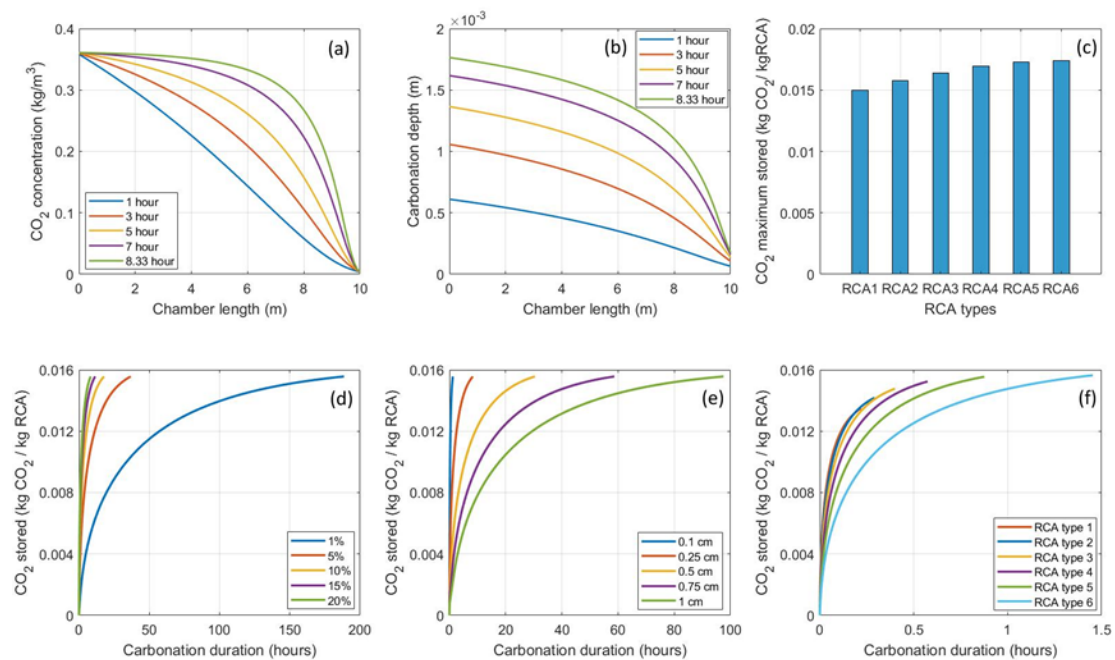 (a)
CO2 concentration (kg/m3)
0.4
0.3
0.2
0.1
0
1 hour
3 hour
5 hour
7 hour
8.33 hour
0 2 4 6 8 10
Chamber length (m)
(b)
×10-3
Carbonation depth (m)
2
1.5
1
0.5
0
1 hour
3 hour
5 hour
7 hour
8.33 hour
0 2 4 6 8 10
Chamber length (m)
(c)
CO2 maximum stored (kg CO2/ kgRCA)
0.02
0.015
0.01
0.005
0
RCA1 RCA2 RCA3 RCA4 RCA5 RCA6
RCA types
(d)
CO2 stored (kg CO2 / kg RCA)
0.016
0.012
0.008
0.004
0
1%
5%
10%
15%
20%
0 50 100 150 200
Carbonation duration (hours)
(e)
CO2 stored (kg CO2 / kg RCA)
0.016
0.012
0.008
0.004
0
0.1 cm
0.25 cm
0.5 cm
0.75 cm
1 cm
0 20 40 60 80 100
Carbonation duration (hours)
(f)
CO2 stored (kg CO2 / kg RCA)
0.016
0.012
0.008
0.004
0
RCA type 1
RCA type 2
RCA type 3
RCA type 4
RCA type 5
RCA type 6
0 0.5 1 1.5
Carbonation duration (hours)